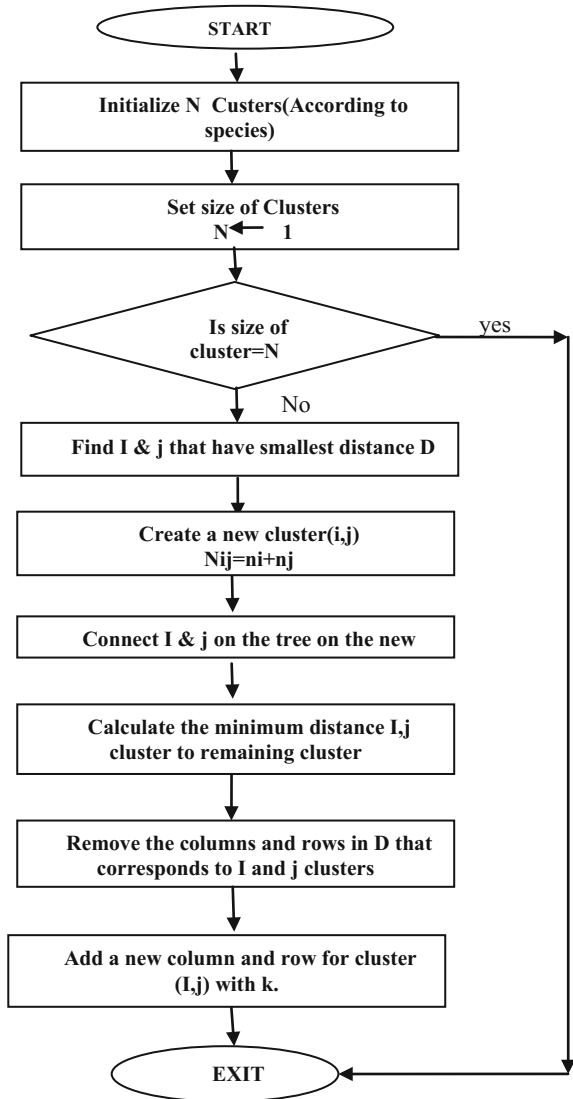 START
Initialize N Custers(According to
species)
Set size of Clusters
N 1
Is size of
cluster=N
yes
No
Find I & j that have smallest distance D
Create a new cluster(i,j)
Nij=ni+nj
Connect I & j on the tree on the new
Calculate the minimum distance I,j
cluster to remaining cluster
Remove the columns and rows in D that
corresponds to I and j clusters
Add a new column and row for cluster
(I,j) with k.
EXIT